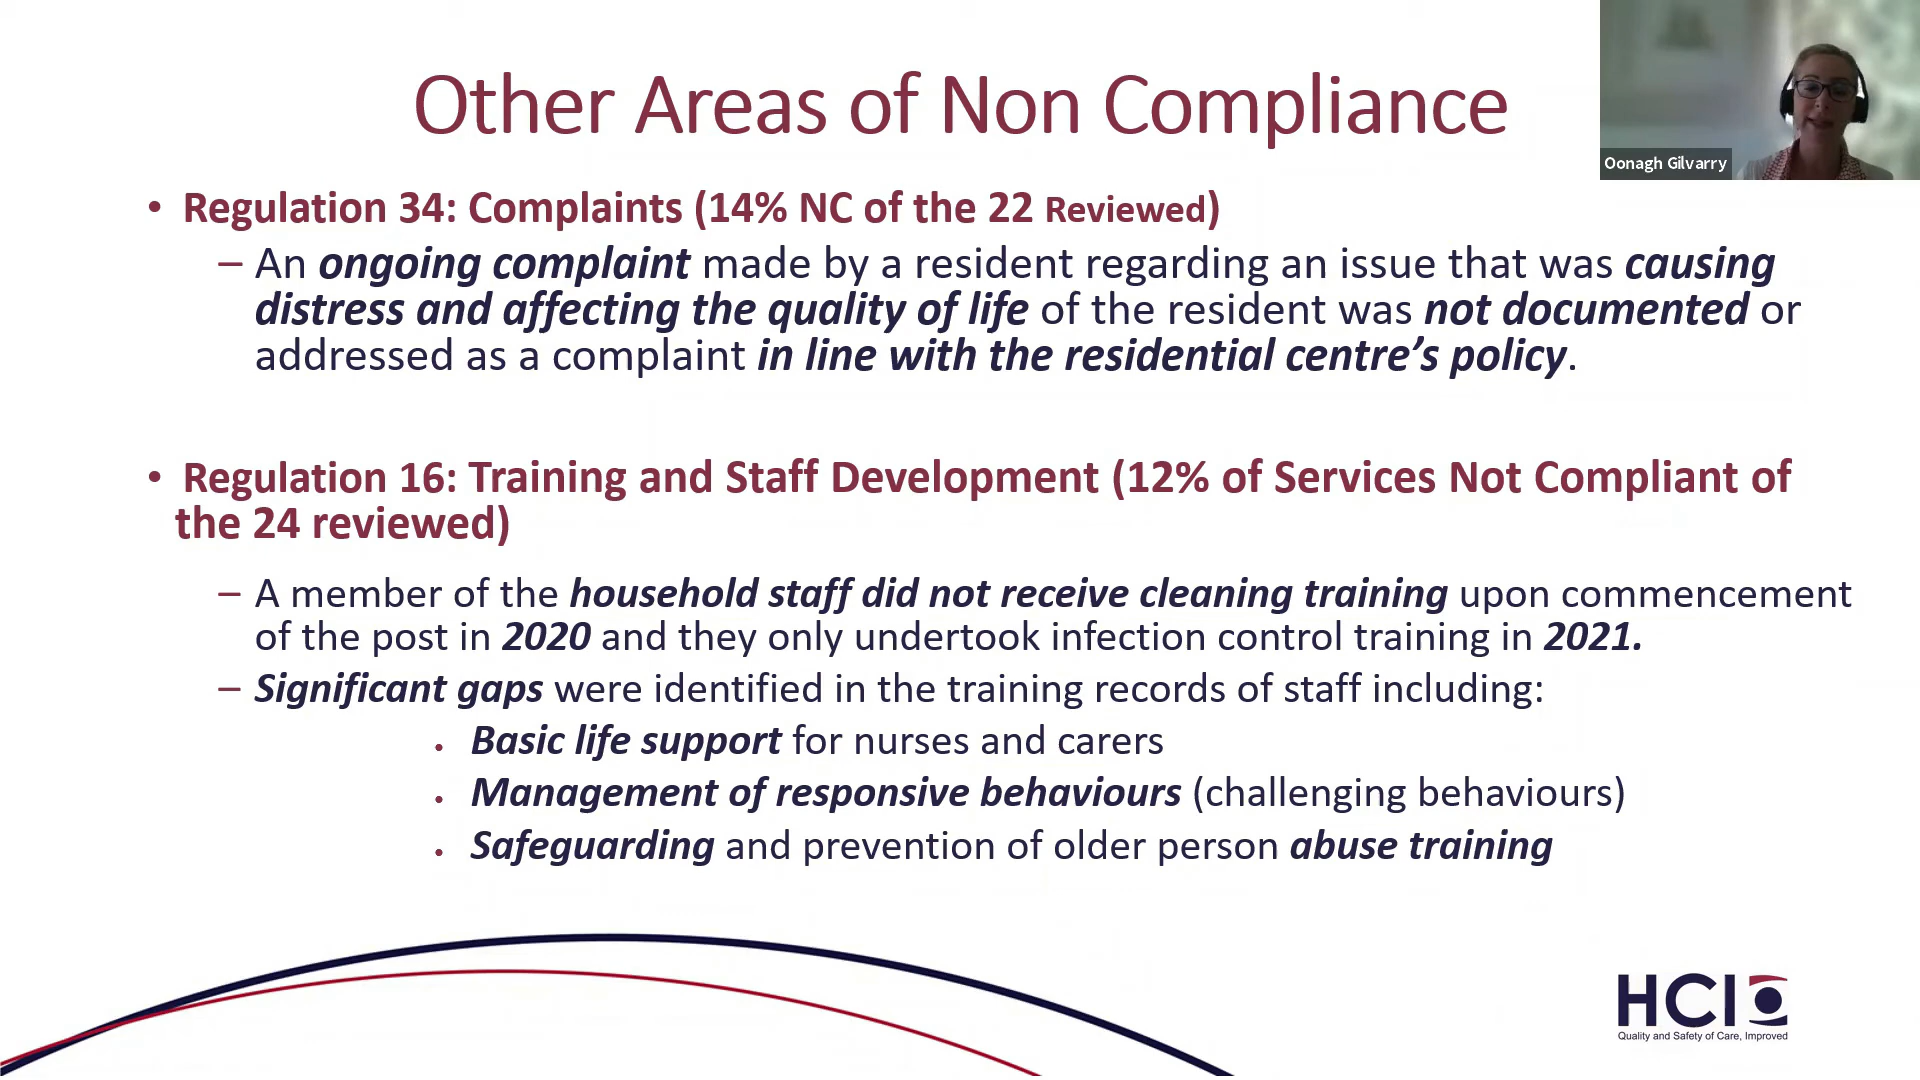 Other Areas of Non Compliance
Oonagh Gilvarry
• Regulation 34: Complaints (14% NC of the 22 Reviewed)
– An ongoing complaint made by a resident regarding an issue that was causing
distress and affecting the quality of life of the resident was not documented or
addressed as a complaint in line with the residential centre’s policy.
• Regulation 16: Training and Staff Development (12% of Services Not Compliant of
the 24 reviewed)
– A member of the household staff did not receive cleaning training upon commencement
of the post in 2020 and they only undertook infection control training in 2021.
– Significant gaps were identified in the training records of staff including:
• Basic life support for nurses and carers
• Management of responsive behaviours (challenging behaviours)
• Safeguarding and prevention of older person abuse training
HCI
Quality and Safety of Care, Improved